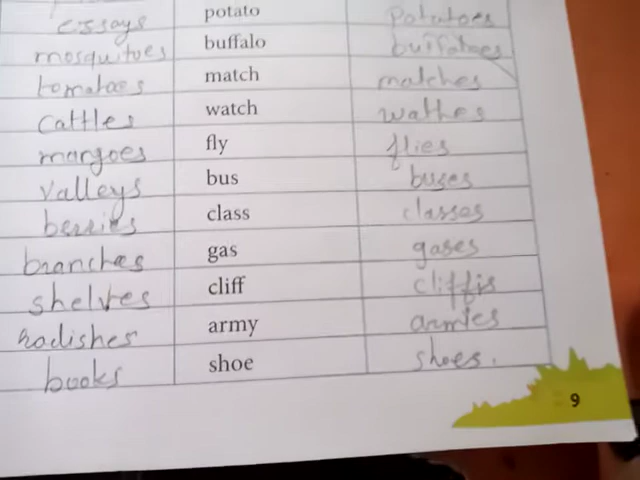 essays potato potatoes
mosquitoes buffalo buffaloes
tomatoes match matches
cattles watch wathes
mangoes fly flies
valleys bus buses
berries class classes
branches gas gases
shelves cliff cliffis
radishes army armies
books shoe shoes.
9